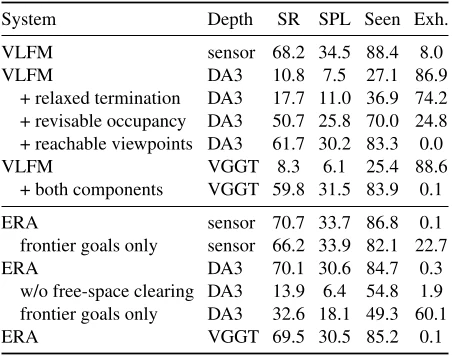 System Depth SR SPL Seen Exh.
VLFM sensor 68.2 34.5 88.4 8.0
VLFM DA3 10.8 7.5 27.1 86.9
+ relaxed termination DA3 17.7 11.0 36.9 74.2
+ revisable occupancy DA3 50.7 25.8 70.0 24.8
+ reachable viewpoints DA3 61.7 30.2 83.3 0.0
VLFM VGGT 8.3 6.1 25.4 88.6
+ both components VGGT 59.8 31.5 83.9 0.1
ERA sensor 70.7 33.7 86.8 0.1
frontier goals only sensor 66.2 33.9 82.1 22.7
ERA DA3 70.1 30.6 84.7 0.3
w/o free-space clearing DA3 13.9 6.4 54.8 1.9
frontier goals only DA3 32.6 18.1 49.3 60.1
ERA VGGT 69.5 30.5 85.2 0.1